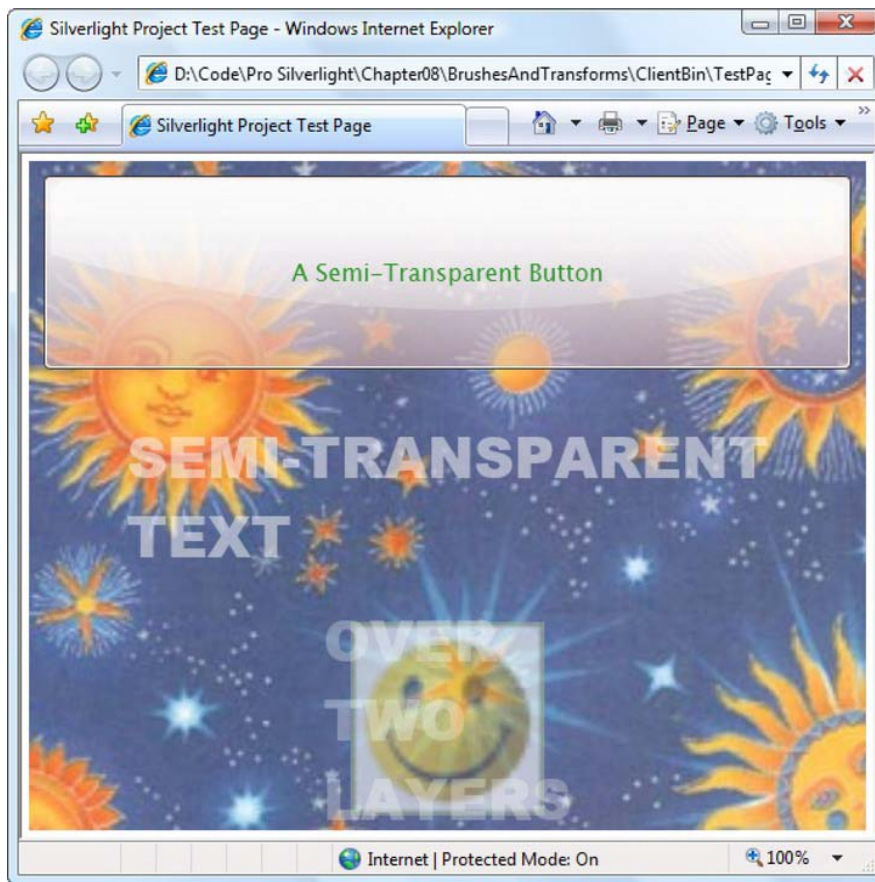 Silverlight Project Test Page - Windows Internet Explorer
D:\Code\Pro Silverlight\Chapter08\BrushesAndTransforms\ClientBin\TestPag
Silverlight Project Test Page
Page
Tools
A Semi-Transparent Button
SEMI-TRANSPARENT
TEXT
OVER
TWO
LAYERS
Internet | Protected Mode: On
100%